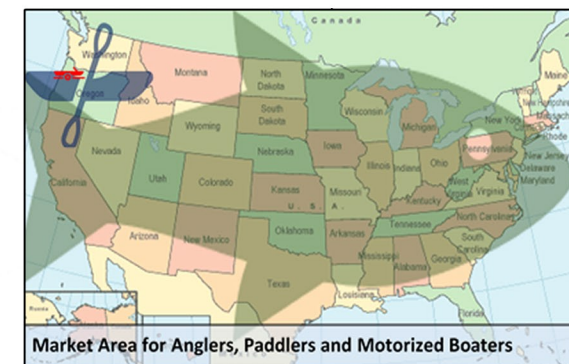 Canada
Washington
Montana
North
Dakota
Minnesota
Maine
Oregon
Idaho
South
Dakota
Wisconsin
Michigan
New York
Wyoming
Iowa
Pennsylvania
Nebraska
Nevada
Illinois
Indiana
Ohio
New Jersey
Delaware
Maryland
Utah
Colorado
Kansas
Missouri
West
Virginia
Virginia
California
U. S. A.
Kentucky
North Carolina
Tennessee
Arizona
New Mexico
Oklahoma
Arkansas
South
Carolina
Mississippi
Alabama
Georgia
Texas
Louisiana
Florida
Market Area for Anglers, Paddlers and Motorized Boaters